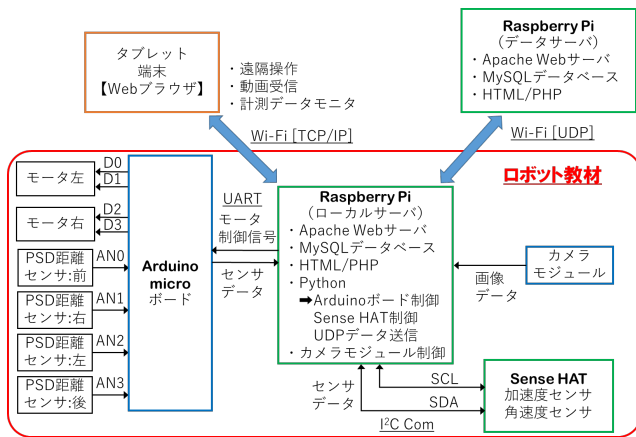 タブレット
端末
【Webブラウザ】
・遠隔操作
・動画受信
・計測データモニタ
Raspberry Pi
(データサーバ)
・Apache Webサーバ
・MySQLデータベース
・HTML/PHP
Wi-Fi [TCP/IP]
Wi-Fi [UDP]
ロボット教材
モータ左
D0
D1
モータ右
D2
D3
PSD距離
センサ:前
AN0
PSD距離
センサ:右
AN1
PSD距離
センサ:左
AN2
PSD距離
センサ:後
AN3
Arduino
micro
ボード
UART
モータ
制御信号
センサ
データ
Raspberry Pi
(ローカルサーバ)
・Apache Webサーバ
・MySQLデータベース
・HTML/PHP
・Python
➡Arduinoボード制御
Sense HAT制御
UDPデータ送信
・カメラモジュール制御
カメラ
モジュール
画像
データ
センサ
データ
SCL
SDA
I²C Com
Sense HAT
加速度センサ
角速度センサ